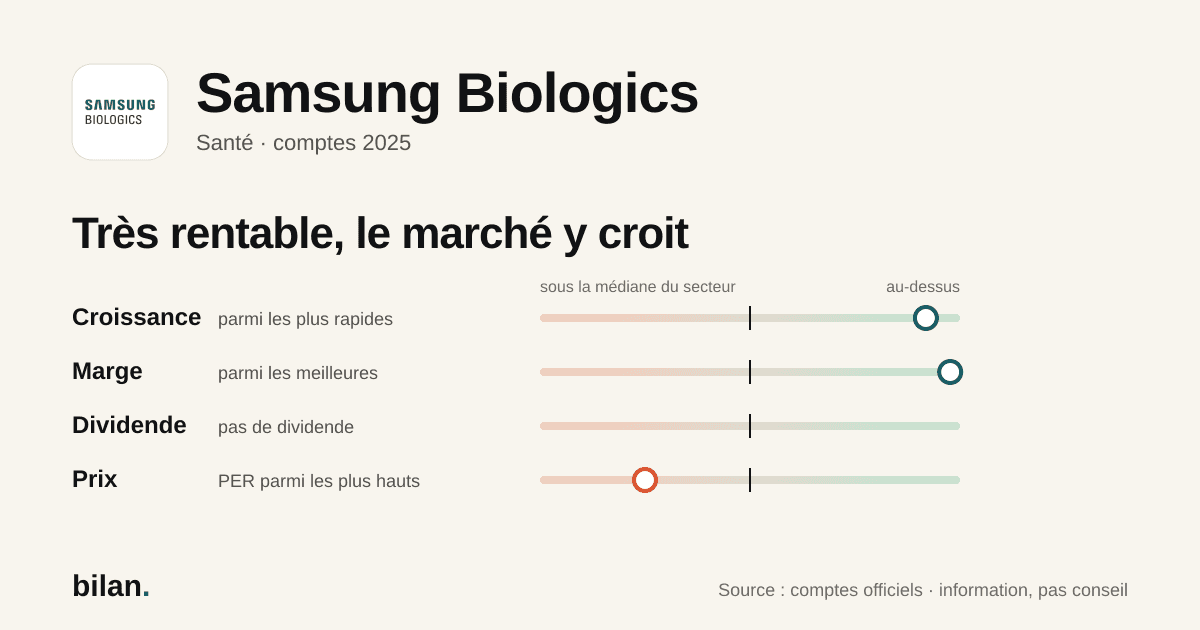 SAMSUNG
BIOLOGICS
Samsung Biologics
Santé · comptes 2025
Très rentable, le marché y croit
sous la médiane du secteur au-dessus
Croissance parmi les plus rapides
Marge parmi les meilleures
Dividende pas de dividende
Prix PER parmi les plus hauts
bilan.
Source : comptes officiels · information, pas conseil